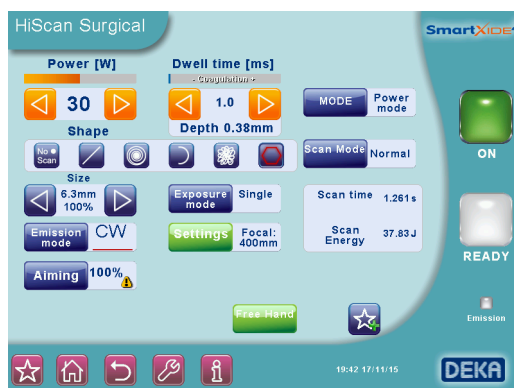 HiScan Surgical
SmartXIDE
Power [W]
Dwell time [ms]
- Coagulation +
30
1.0
Depth 0.38mm
MODE
Power
mode
Shape
No
Scan
Scan Mode
Normal
ON
Size
6.3mm
100%
Exposure
mode
Single
Scan time
1.261 s
Emission
mode
CW
Settings
Focal:
400mm
Scan
Energy
37.83 J
READY
Aiming
100%
Free Hand
Emission
19:42 17/11/15
DEKA